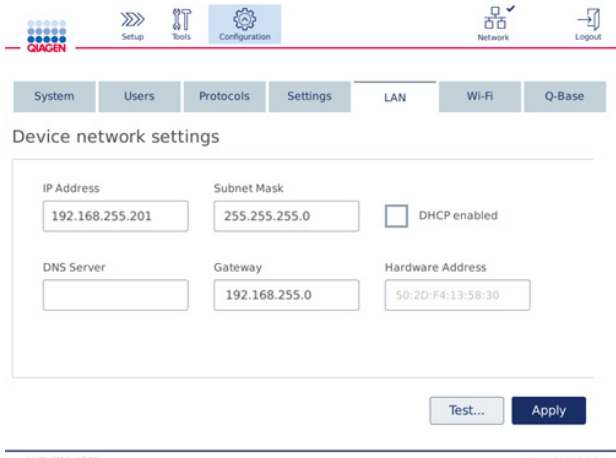 QIAGEN
Setup
Tools
Configuration
Network
Logout
System
Users
Protocols
Settings
LAN
Wi-Fi
Q-Base
Device network settings
IP Address
Subnet Mask
192.168.255.201
255.255.255.0
DHCP enabled
DNS Server
Gateway
Hardware Address
192.168.255.0
50:2D:F4:13:58:30
Test...
Apply